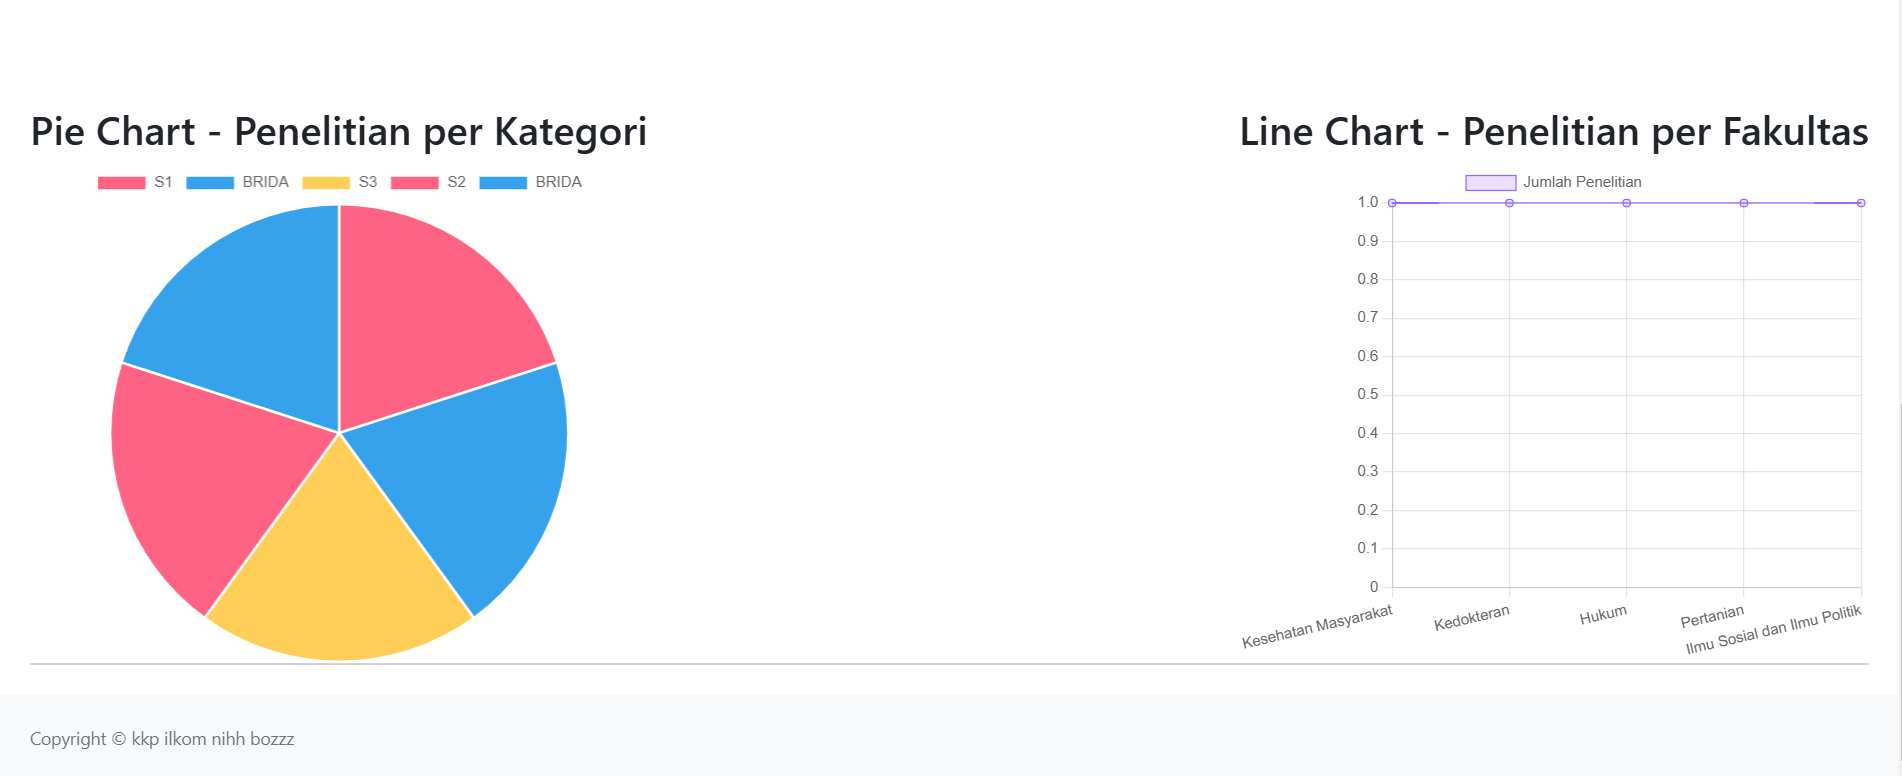 Pie Chart - Penelitian per Kategori
S1 BRIDA S3 S2 BRIDA
Line Chart - Penelitian per Fakultas
Jumlah Penelitian
1.0
0.9
0.8
0.7
0.6
0.5
0.4
0.3
0.2
0.1
0
Kesehatan Masyarakat
Kedokteran
Hukum
Pertanian
Ilmu Sosial dan Ilmu Politik
Copyright © kkp ilkom nihh bozzz